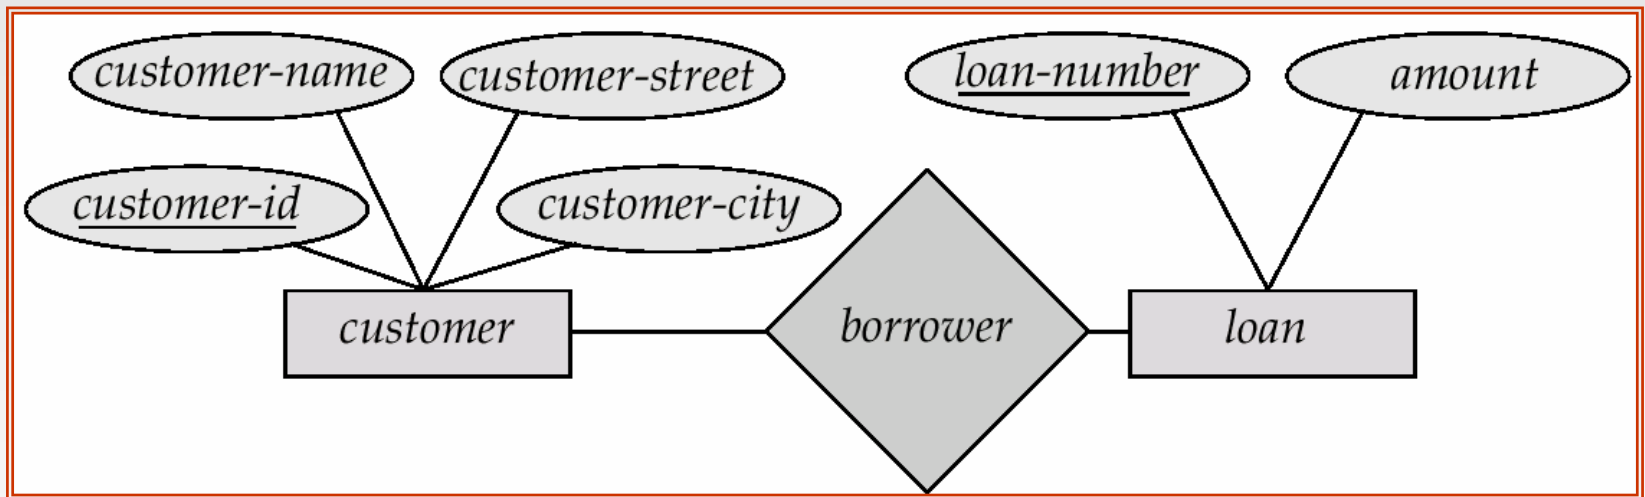 customer-name
customer-street
loan-number
amount
customer-id
customer-city
customer
borrower
loan